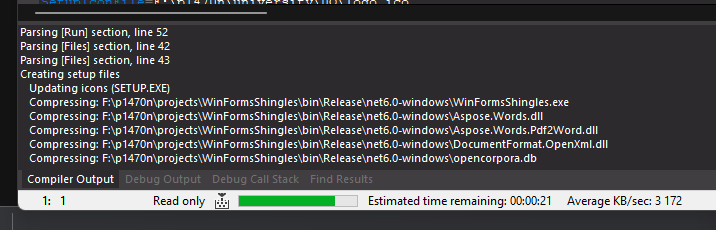 Parsing [Run] section, line 52
Parsing [Files] section, line 42
Parsing [Files] section, line 43
Creating setup files
Updating icons (SETUP.EXE)
Compressing: F:\p1470n\projects\WinFormsShingles\bin\Release\net6.0-windows\WinFormsShingles.exe
Compressing: F:\p1470n\projects\WinFormsShingles\bin\Release\net6.0-windows\Aspose.Words.dll
Compressing: F:\p1470n\projects\WinFormsShingles\bin\Release\net6.0-windows\Aspose.Words.Pdf2Word.dll
Compressing: F:\p1470n\projects\WinFormsShingles\bin\Release\net6.0-windows\DocumentFormat.OpenXml.dll
Compressing: F:\p1470n\projects\WinFormsShingles\bin\Release\net6.0-windows\opencorpora.db
Compiler Output Debug Output Debug Call Stack Find Results
1: 1 Read only Estimated time remaining: 00:00:21 Average KB/sec: 3 172